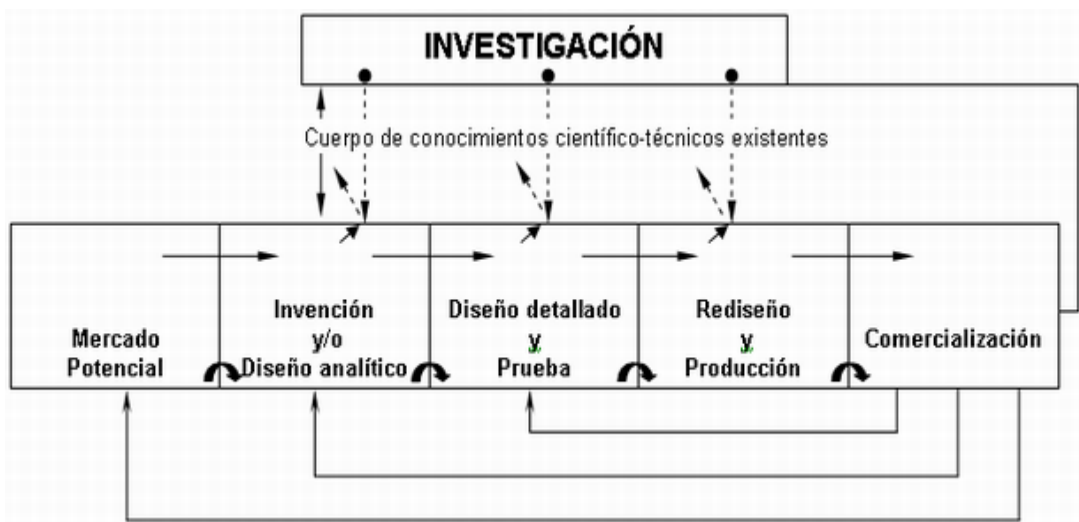 INVESTIGACIÓN
Cuerpo de conocimientos científico-técnicos existentes
Mercado
Potencial
Invención
y/o
Diseño analítico
Diseño detallado
y
Prueba
Rediseño
y
Producción
Comercialización